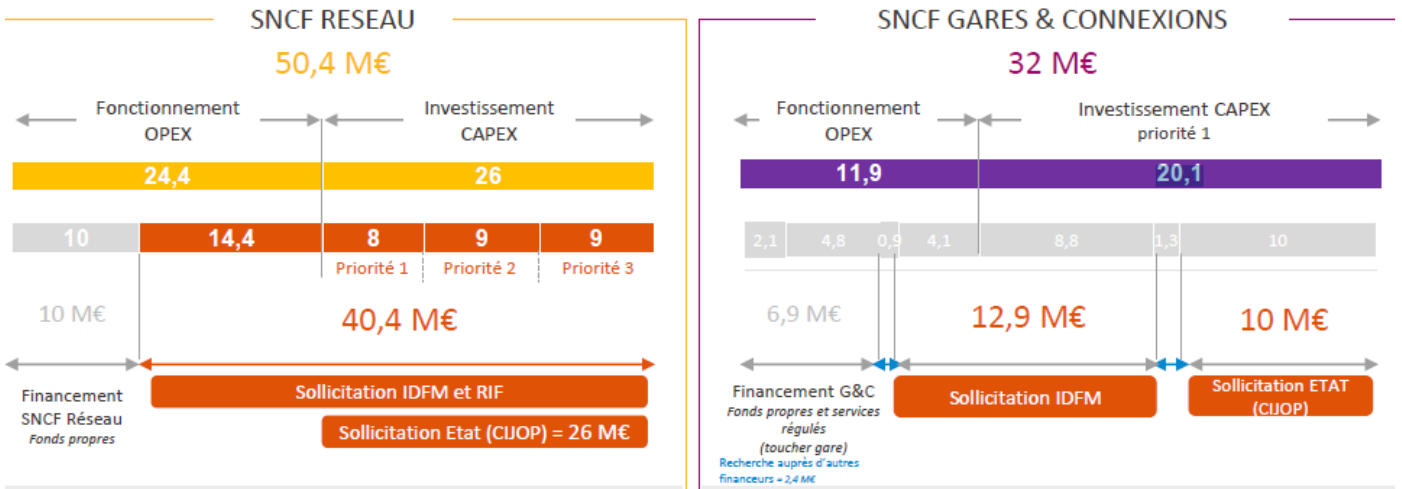 SNCF RESEAU
50,4 M€
Fonctionnement
OPEX
Investissement
CAPEX
24,4
26
10
14,4
8
9
9
Priorité 1
Priorité 2
Priorité 3
10 M€
40,4 M€
Financement
SNCF Réseau
Fonds propres
Sollicitation IDFM et RIF
Sollicitation Etat (CIJOP) = 26 M€
SNCF GARES & CONNEXIONS
32 M€
Fonctionnement
OPEX
Investissement CAPEX
priorité 1
11,9
20,1
2,1
4,8
0,9
4,1
8,8
1,3
10
6,9 M€
12,9 M€
10 M€
Financement G&C
Fonds propres et services
régulés
(toucher gare)
Recherche auprès d'autres
financeurs = 2,4 M€
Sollicitation IDFM
Sollicitation ETAT
(CIJOP)